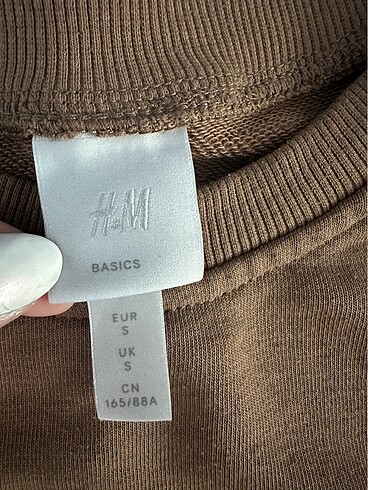 H&M
BASICS
EUR
S
UK
S
CN
165/88A